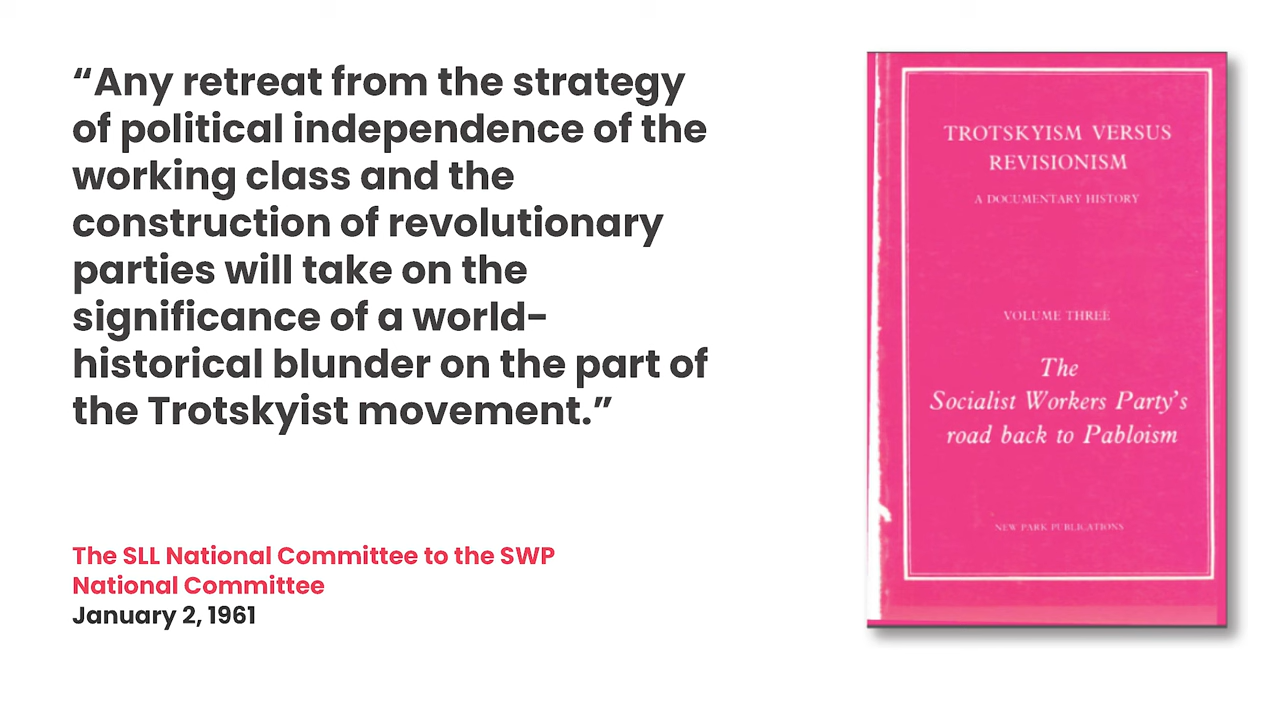 “Any retreat from the strategy
of political independence of the
working class and the
construction of revolutionary
parties will take on the
significance of a world-
historical blunder on the part of
the Trotskyist movement.”
The SLL National Committee to the SWP
National Committee
January 2, 1961
TROTSKYISM VERSUS
REVISIONISM
A DOCUMENTARY HISTORY
VOLUME THREE
The
Socialist Workers Party's
road back to Pabloism
NEW PARK PUBLICATIONS